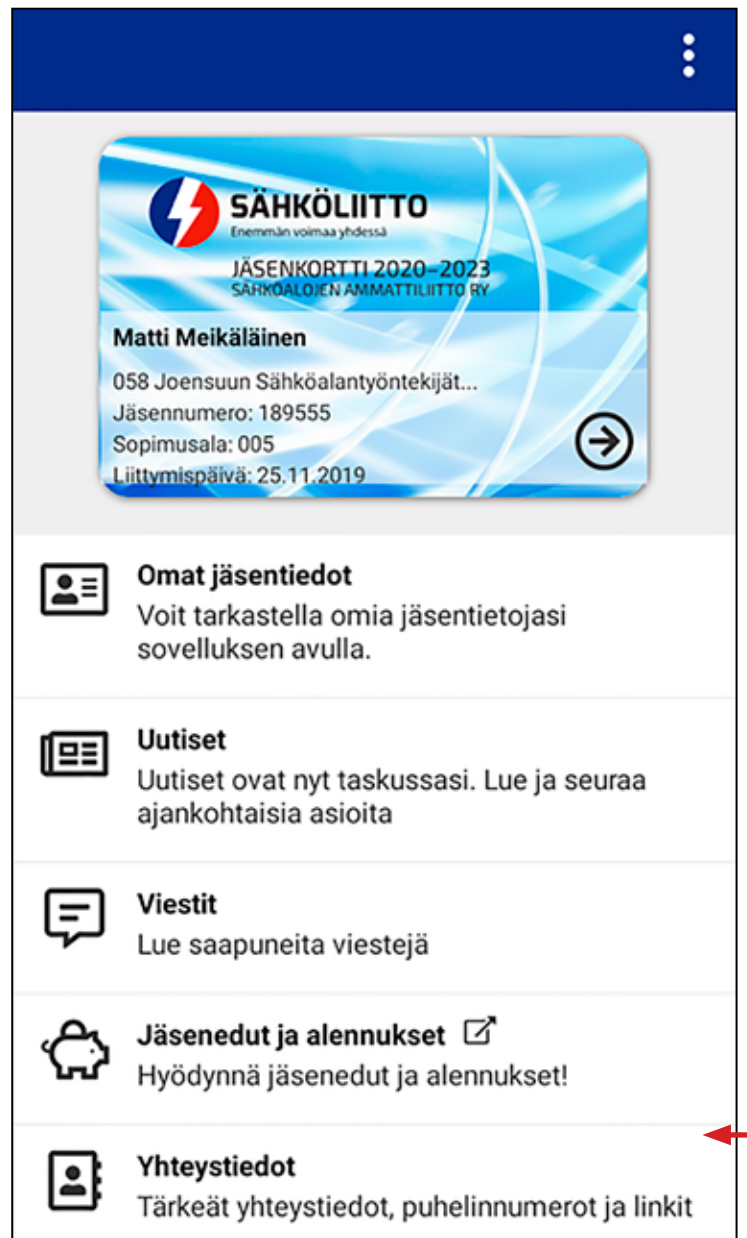 SÄHKÖLIITTO
Enemmän voimaa yhdessä
JÄSENKORTTI 2020–2023
SÄHKÖALOJEN AMMATTILIITTO RY
Matti Meikäläinen
058 Joensuun Sähköalantyöntekijät...
Jäsennumero: 189555
Sopimusala: 005
Liittymispäivä: 25.11.2019
Omat jäsentiedot
Voit tarkastella omia jäsentietojasi
sovelluksen avulla.
Uutiset
Uutiset ovat nyt taskussasi. Lue ja seuraa
ajankohtaisia asioita
Viestit
Lue saapuneita viestejä
Jäsenedut ja alennukset
Hyödynnä jäsenedut ja alennukset!
Yhteystiedot
Tärkeät yhteystiedot, puhelinnumerot ja linkit